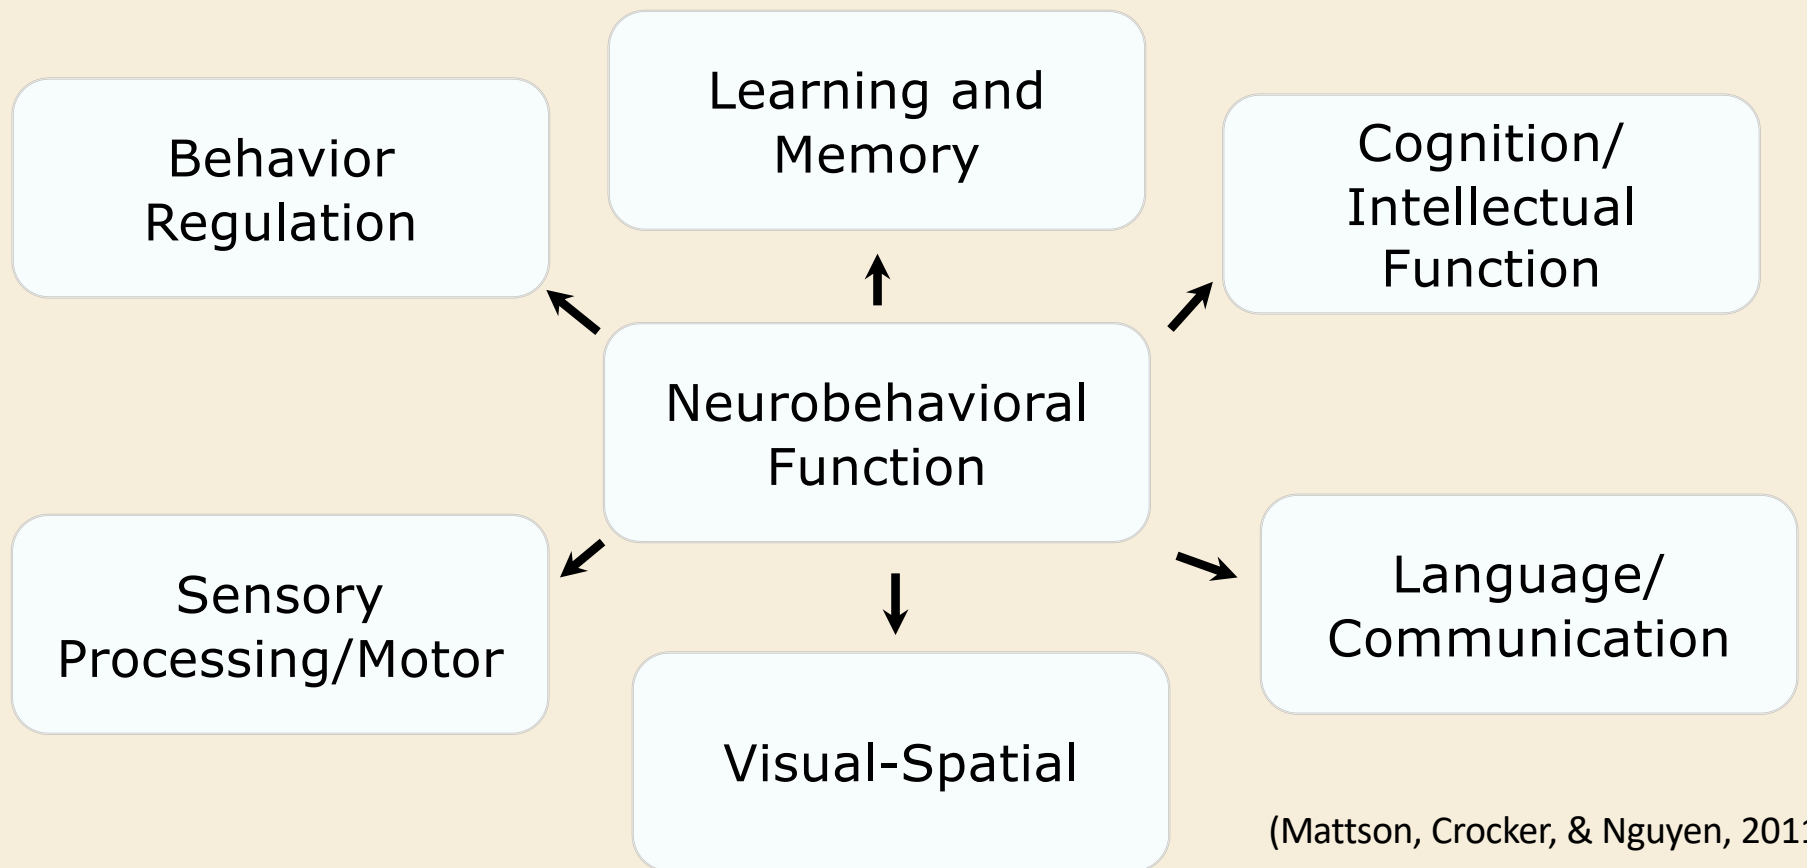 Learning and
Memory
Behavior
Regulation
Cognition/
Intellectual
Function
Neurobehavioral
Function
Sensory
Processing/Motor
Language/
Communication
Visual-Spatial
(Mattson, Crocker, & Nguyen, 2011